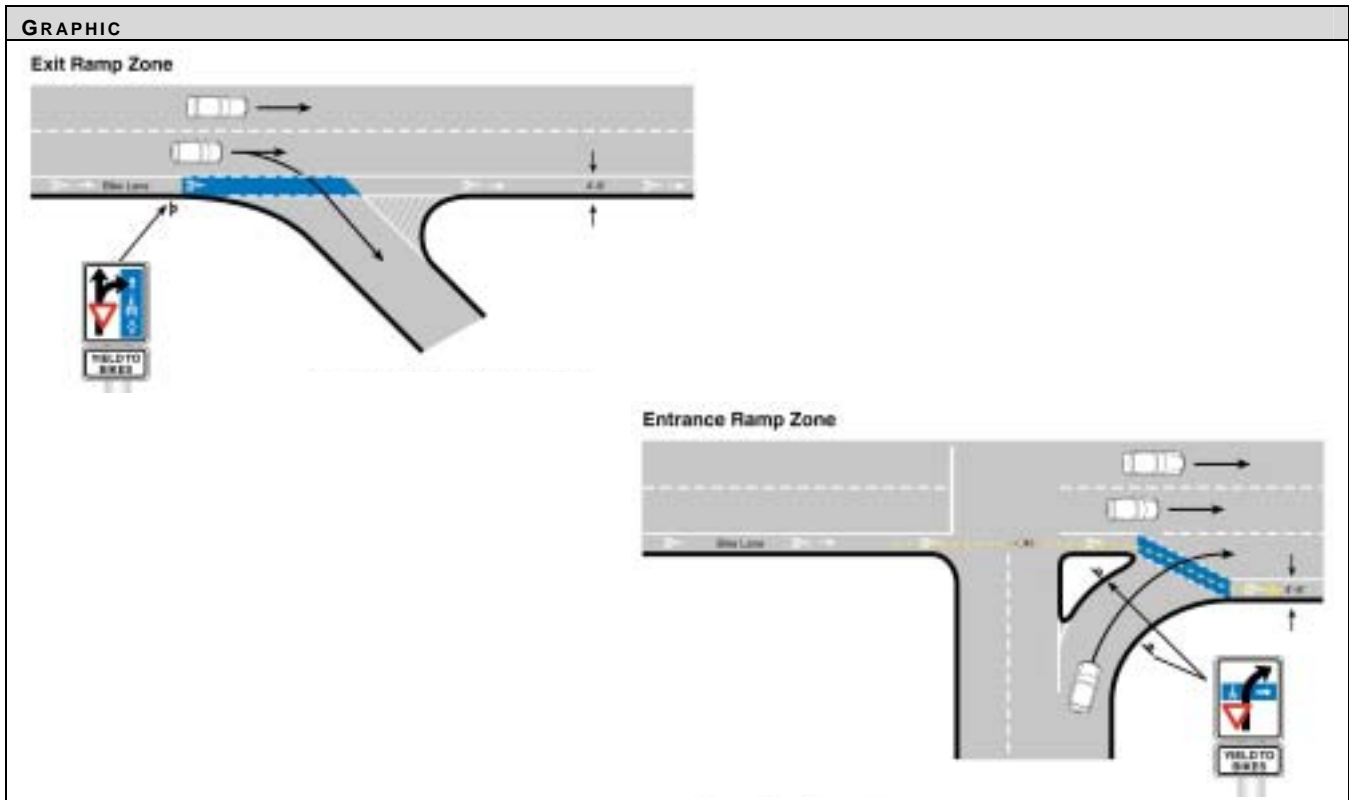 GRAPHIC
Exit Ramp Zone
Bike Lane
YIELD TO
BIKES
Entrance Ramp Zone
Bike Lane
YIELD TO
BIKES